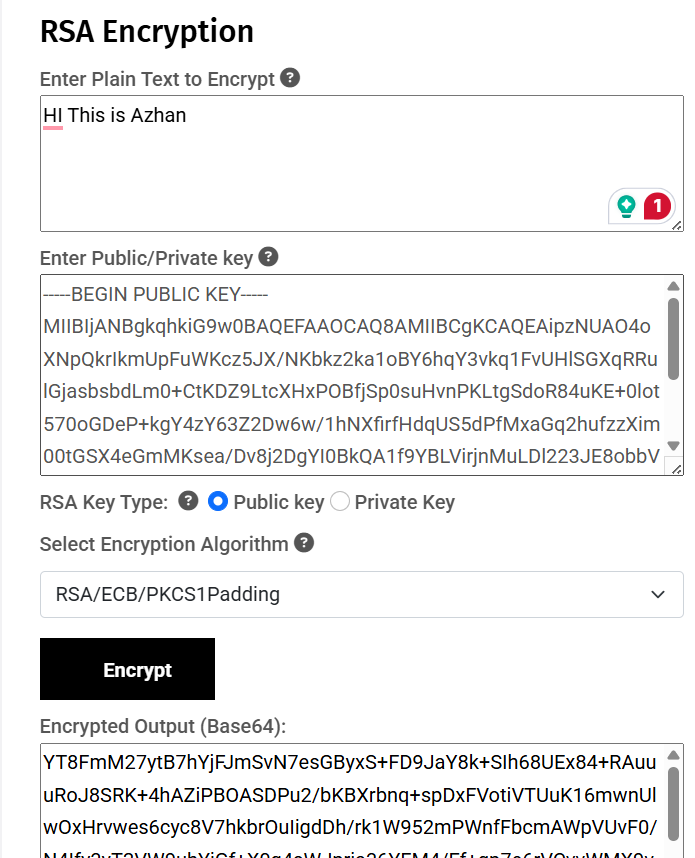 RSA Encryption
Enter Plain Text to Encrypt ?
HI This is Azhan
1
Enter Public/Private key ?
-----BEGIN PUBLIC KEY-----
MIIBIjANBgkqhkiG9w0BAQEFAAOCAQ8AMIIBCgKCAQEAipzNUAO4o
XNpQkrIkmUpFuWKcz5JX/NKbkz2ka1oBY6hqY3vkq1FvUHlSGXqRRu
lGjasbsbdLm0+CtKDZ9LtcXHxPOBfjSp0suHvnPKLtgSdoR84uKE+0lot
570oGDeP+kgY4zY63Z2Dw6w/1hNXfirfHdqUS5dPfMxaGq2hufzzXim
00tGSX4eGmMKsea/Dv8j2DgYI0BkQA1f9YBLVirjnMuLDl223JE8obbV
RSA Key Type: ? Public key Private Key
Select Encryption Algorithm ?
RSA/ECB/PKCS1Padding
Encrypt
Encrypted Output (Base64):
YT8FmM27ytB7hYjFJmSvN7esGByxS+FD9JaY8k+SIh68UEx84+RAuu
uRoJ8SRK+4hAZiPBOASDPu2/bKBXrbnq+spDxFVotiVTUuK16mwnUl
wOxHrvwes6cyc8V7hkbrOuIigdDh/rk1W952mPWnfFbcmAWpVUvF0/